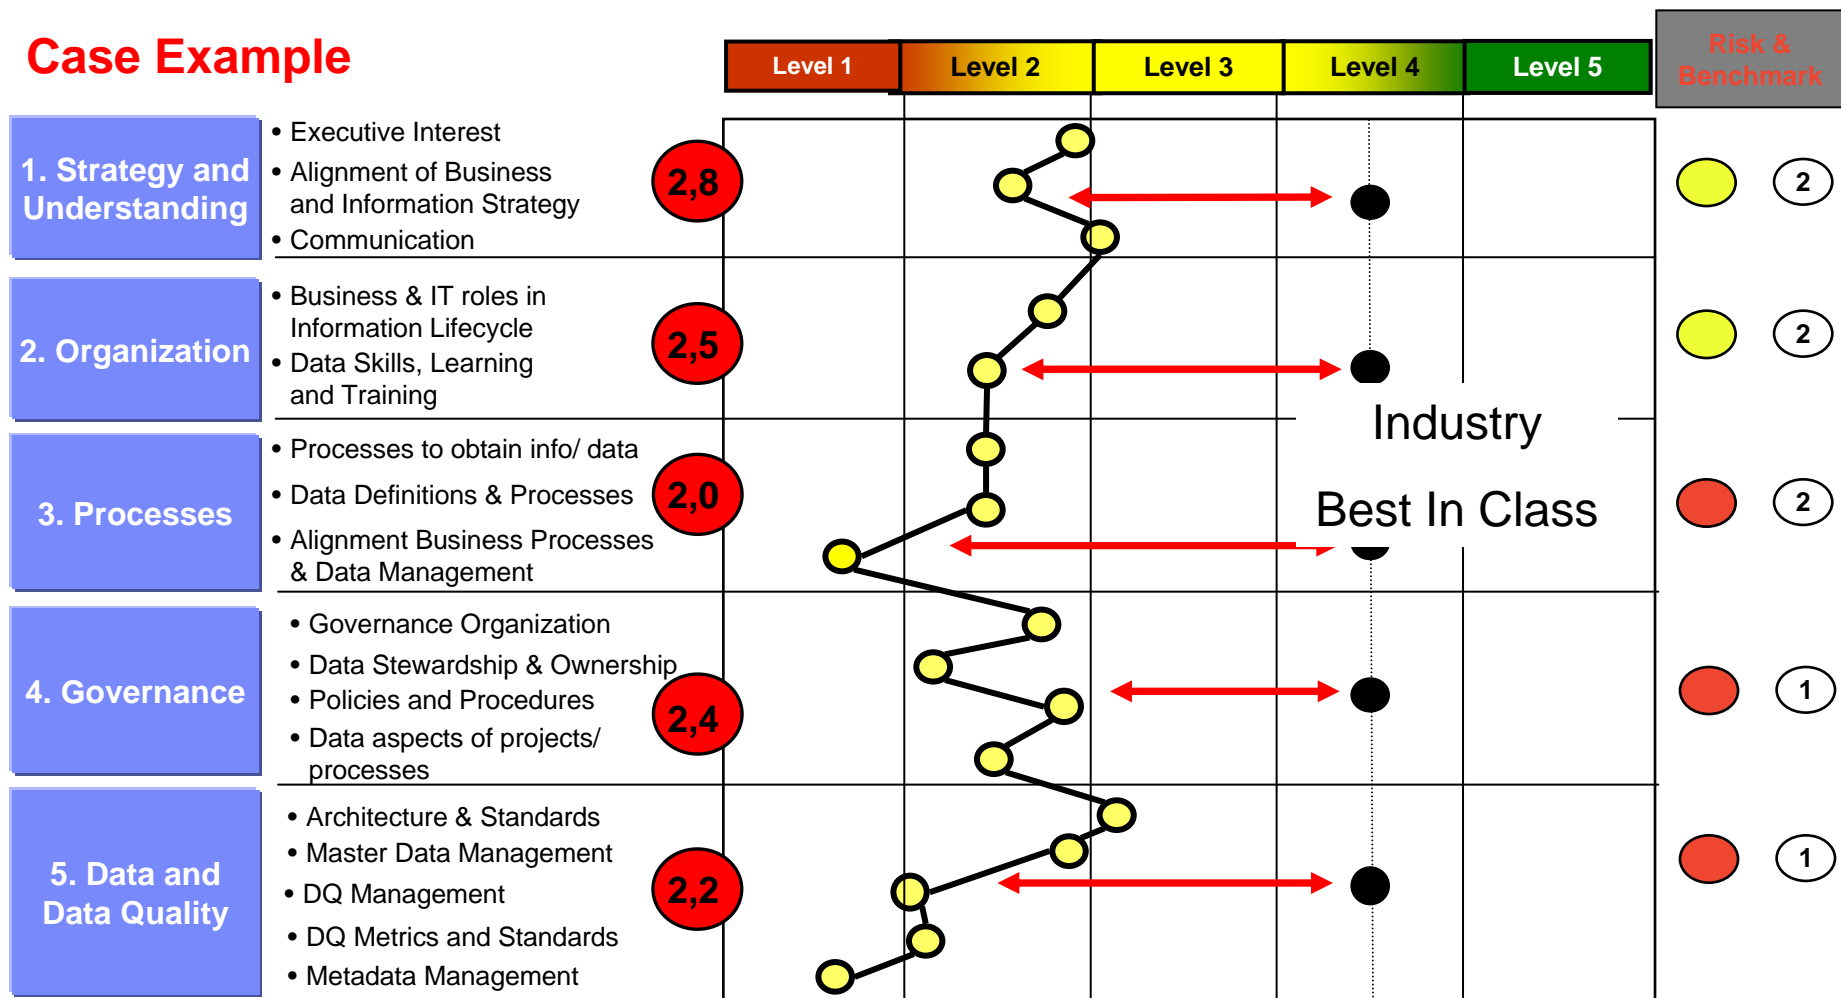 Case Example
Level 1
Level 2
Level 3
Level 4
Level 5
Risk &
Benchmark
1. Strategy and
Understanding
• Executive Interest
• Alignment of Business
and Information Strategy
• Communication
2,8
2
2. Organization
• Business & IT roles in
Information Lifecycle
• Data Skills, Learning
and Training
2,5
2
Industry
Best In Class
3. Processes
• Processes to obtain info/ data
• Data Definitions & Processes
• Alignment Business Processes
& Data Management
2,0
2
4. Governance
• Governance Organization
• Data Stewardship & Ownership
• Policies and Procedures
• Data aspects of projects/
processes
2,4
1
5. Data and
Data Quality
• Architecture & Standards
• Master Data Management
• DQ Management
• DQ Metrics and Standards
• Metadata Management
2,2
1